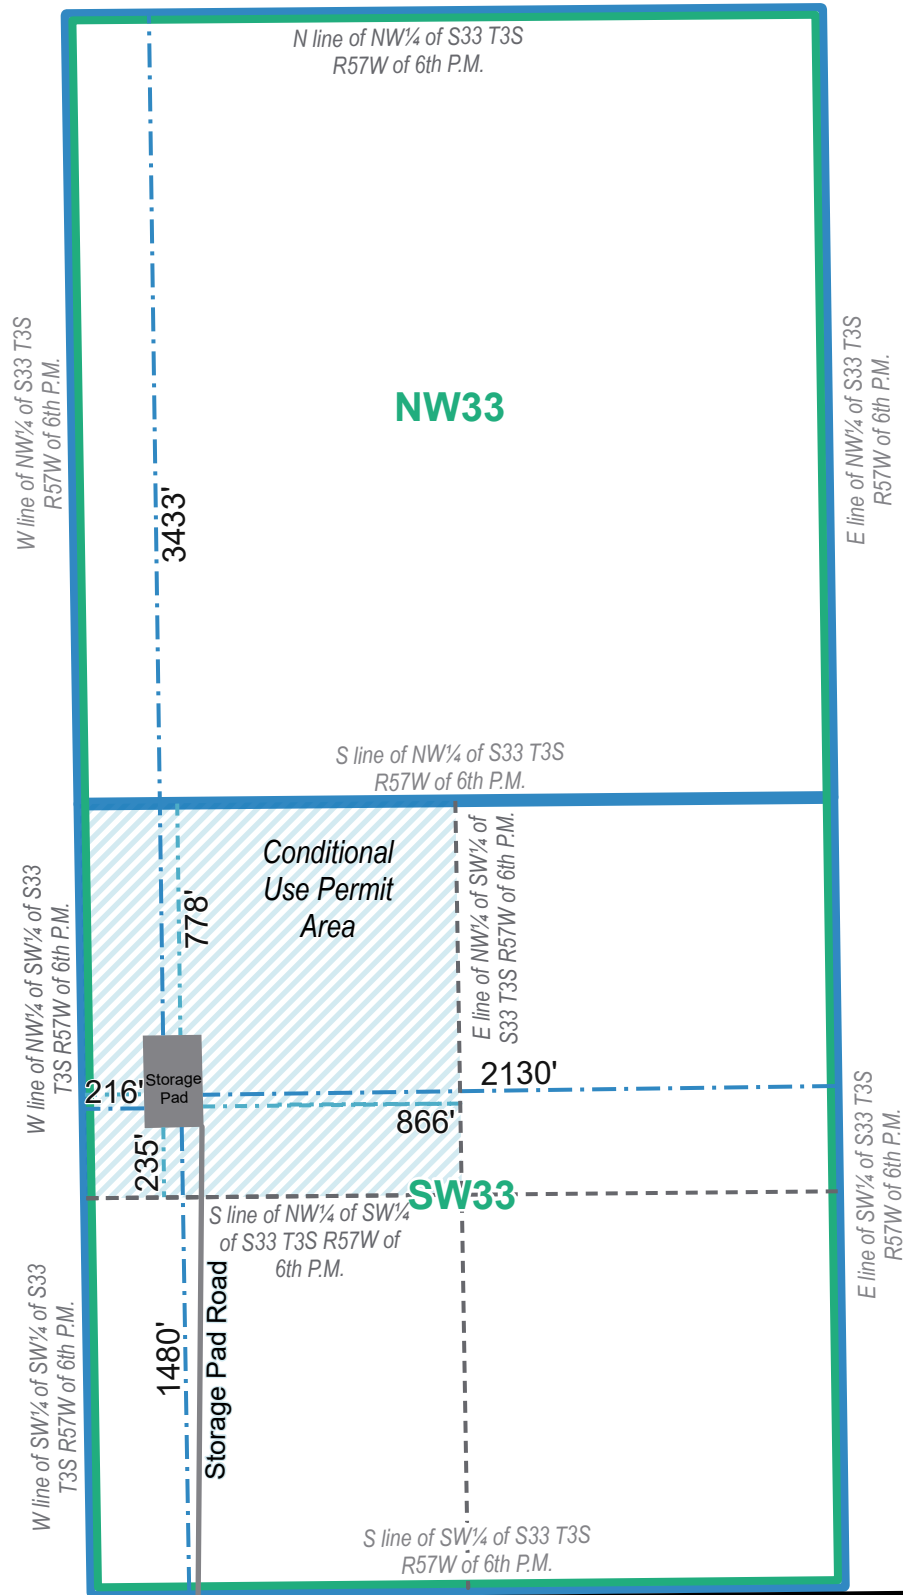 N line of NW¼ of S33 T3S
R57W of 6th P.M.
W line of NW¼ of S33 T3S
R57W of 6th P.M.
E line of NW¼ of S33 T3S
R57W of 6th P.M.
NW33
3433'
S line of NW¼ of S33 T3S
R57W of 6th P.M.
Conditional
Use Permit
Area
778'
E line of NW¼ of SW¼ of
S33 T3S R57W of 6th P.M.
W line of NW¼ of SW¼ of S33
T3S R57W of 6th P.M.
216'
Storage
Pad
2130'
866'
235'
SW33
E line of SW¼ of S33 T3S
R57W of 6th P.M.
S line of NW¼ of SW¼
of S33 T3S R57W of
6th P.M.
W line of SW¼ of SW¼ of S33
T3S R57W of 6th P.M.
1480'
Storage Pad Road
S line of SW¼ of S33 T3S
R57W of 6th P.M.